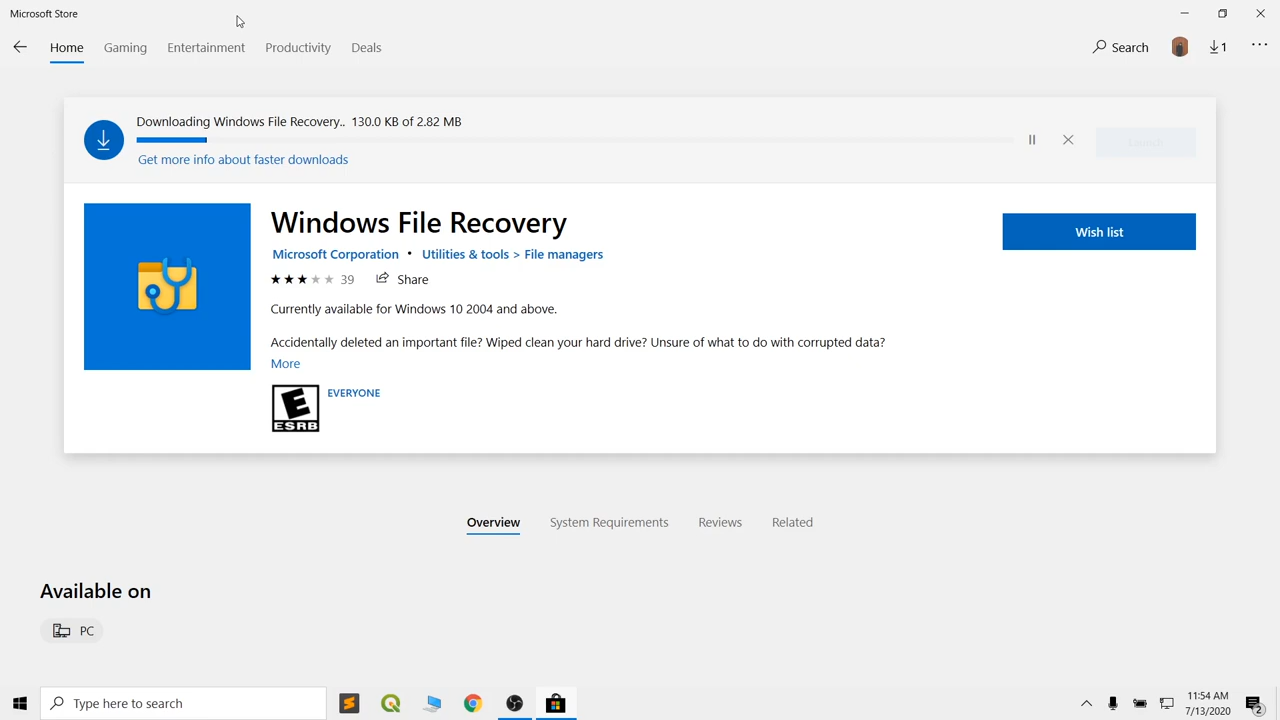 Microsoft Store
Home Gaming Entertainment Productivity Deals Search 1
Downloading Windows File Recovery.. 130.0 KB of 2.82 MB
Launch
Get more info about faster downloads
Windows File Recovery
Wish list
Microsoft Corporation • Utilities & tools > File managers
39 Share
Currently available for Windows 10 2004 and above.
Accidentally deleted an important file? Wiped clean your hard drive? Unsure of what to do with corrupted data?
More
E
EVERYONE
ESRB
Overview System Requirements Reviews Related
Available on
PC
Type here to search
11:54 AM
7/13/2020
2